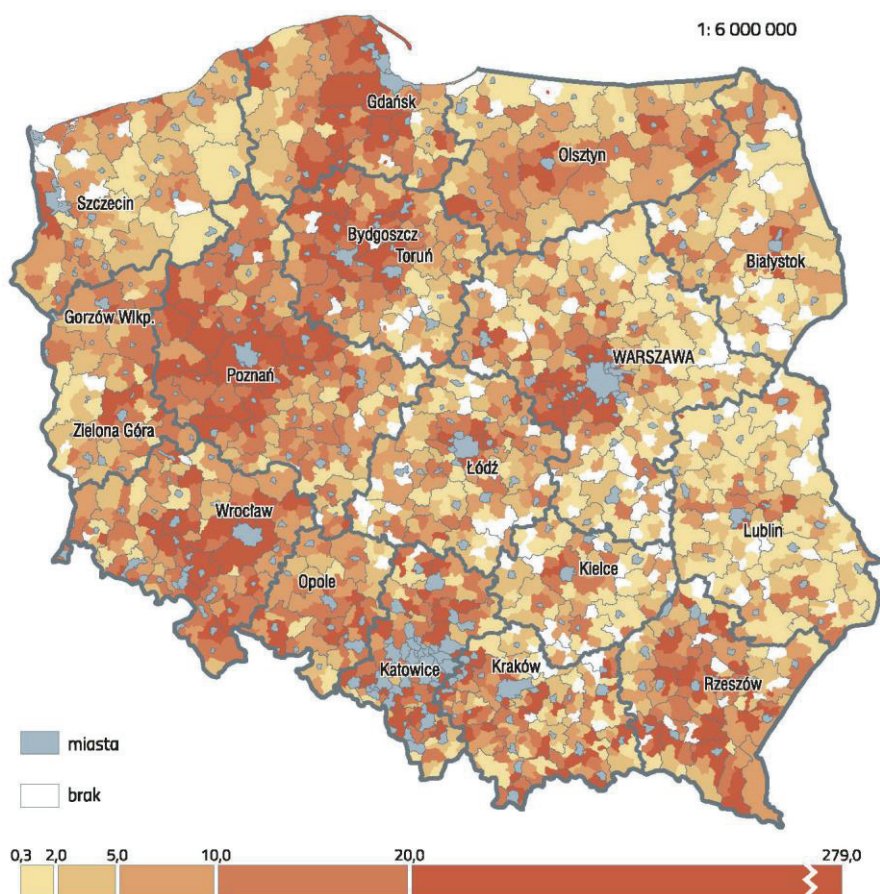 1: 6 000 000
Gdańsk
Olsztyn
Szczecin
Bydgoszcz
Toruń
Białystok
Gorzów Wlkp.
WARSZAWA
Poznań
Zielona Góra
Łódź
Wrocław
Lublin
Kielce
Opole
Katowice
Kraków
Rzeszów
miasta
brak
0,3 2,0 5,0 10,0 20,0 279,0